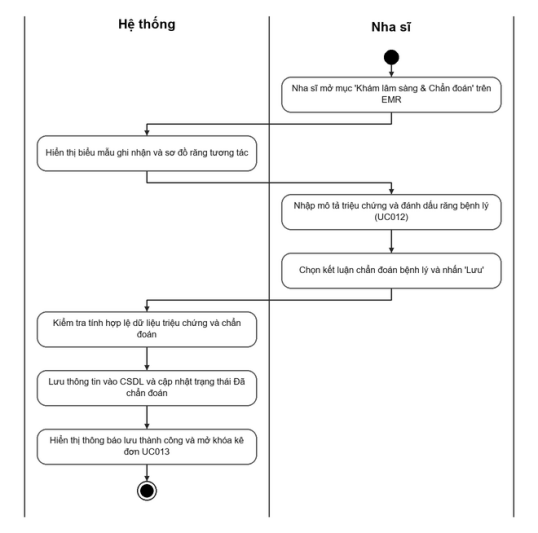 Hệ thống
Nha sĩ
Nha sĩ mở mục 'Khám lâm sàng & Chẩn đoán' trên
EMR
Hiển thị biểu mẫu ghi nhận và sơ đồ răng tương tác
Nhập mô tả triệu chứng và đánh dấu răng bệnh lý
(UC012)
Chọn kết luận chẩn đoán bệnh lý và nhấn 'Lưu'
Kiểm tra tính hợp lệ dữ liệu triệu chứng và chẩn
đoán
Lưu thông tin vào CSDL và cập nhật trạng thái Đã
chẩn đoán
Hiển thị thông báo lưu thành công và mở khóa kê
đơn UC013